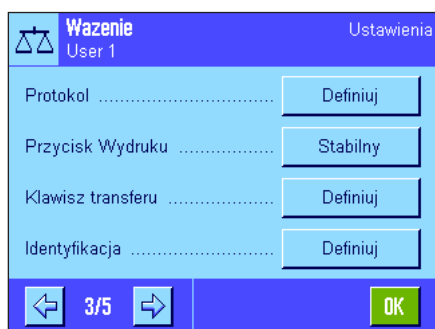 Wazenie
User 1
Ustawienia
Protokol ................................. Definiuj
Przycisk Wydruku .................. Stabilny
Klawisz transferu .................... Definiuj
Identyfikacja ........................... Definiuj
3/5
OK